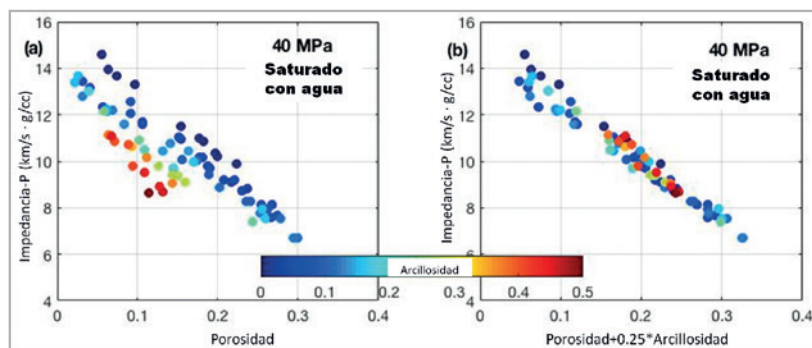 (a)
40 MPa
Saturado
con agua
Impedancia-P (km/s · g/cc)
16
14
12
10
8
6
4
0
0.1
0.2
0.3
0.4
Porosidad
(b)
40 MPa
Saturado
con agua
Impedancia-P (km/s · g/cc)
16
14
12
10
8
6
4
0
0.1
0.2
0.3
0.4
Porosidad+0.25*Arcillosidad
Arcillosidad
0
0.1
0.2
0.3
0.4
0.5